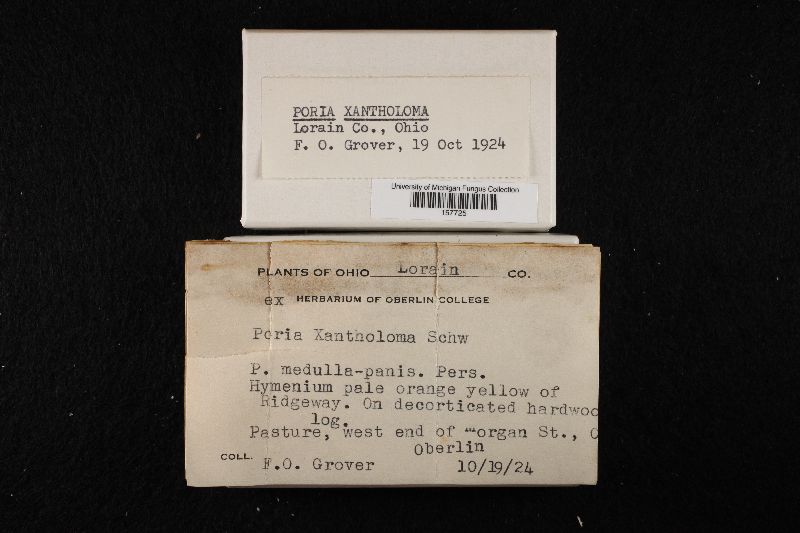 PORIA XANTHOLOMA
Lorain Co., Ohio
F. O. Grover, 19 Oct 1924
University of Michigan Fungus Collection
157725
PLANTS OF OHIO Lorain CO.
ex HERBARIUM OF OBERLIN COLLEGE
Poria Xantholoma Schw
P. medulla-panis. Pers.
Hymenium pale orange yellow of
Ridgeway. On decorticated hardwoo
log.
Pasture, west end of Morgan St.,
Oberlin
COLL. F.O. Grover 10/19/24